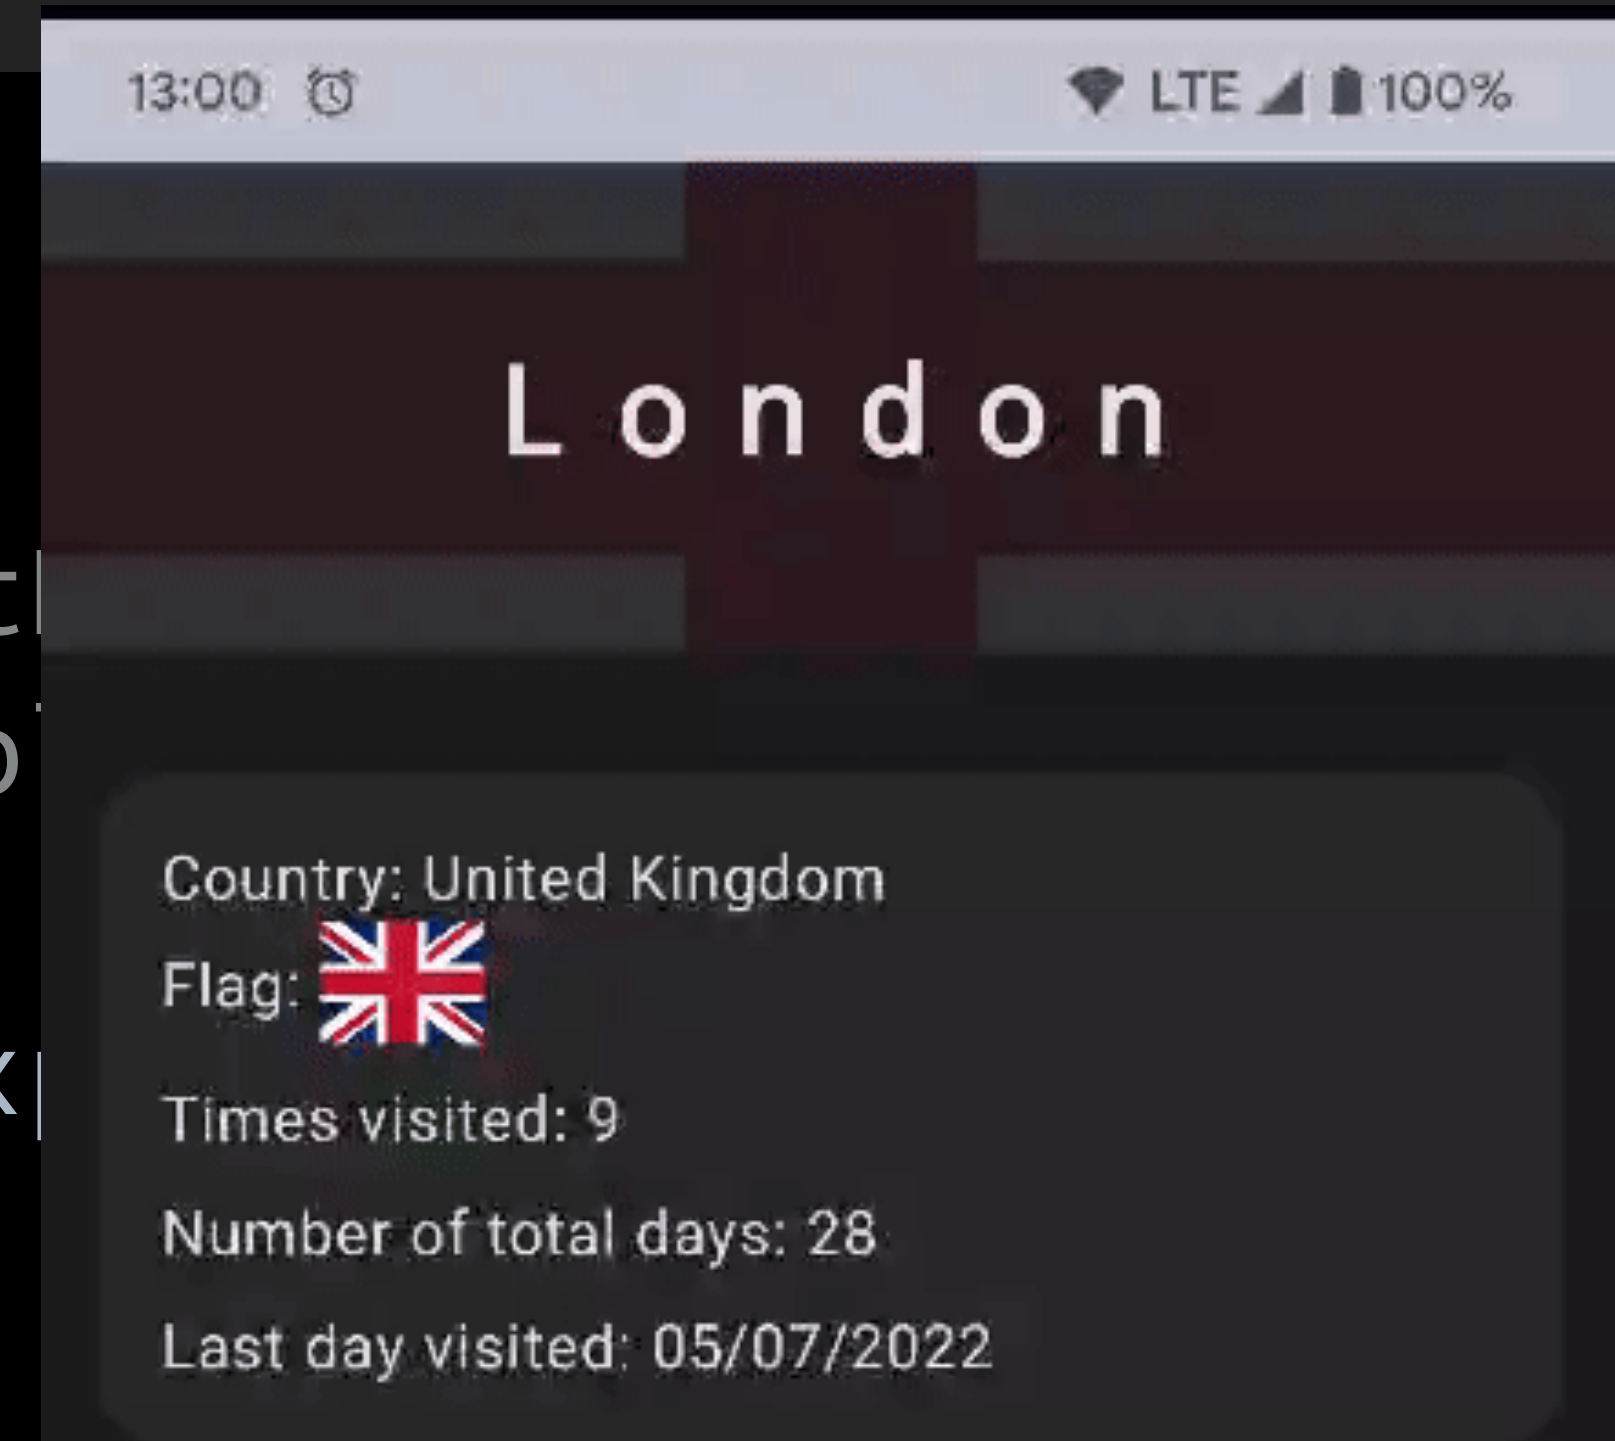 13:00 LTE 100%
London
Country: United Kingdom
Flag:
Times visited: 9
Number of total days: 28
Last day visited: 05/07/2022